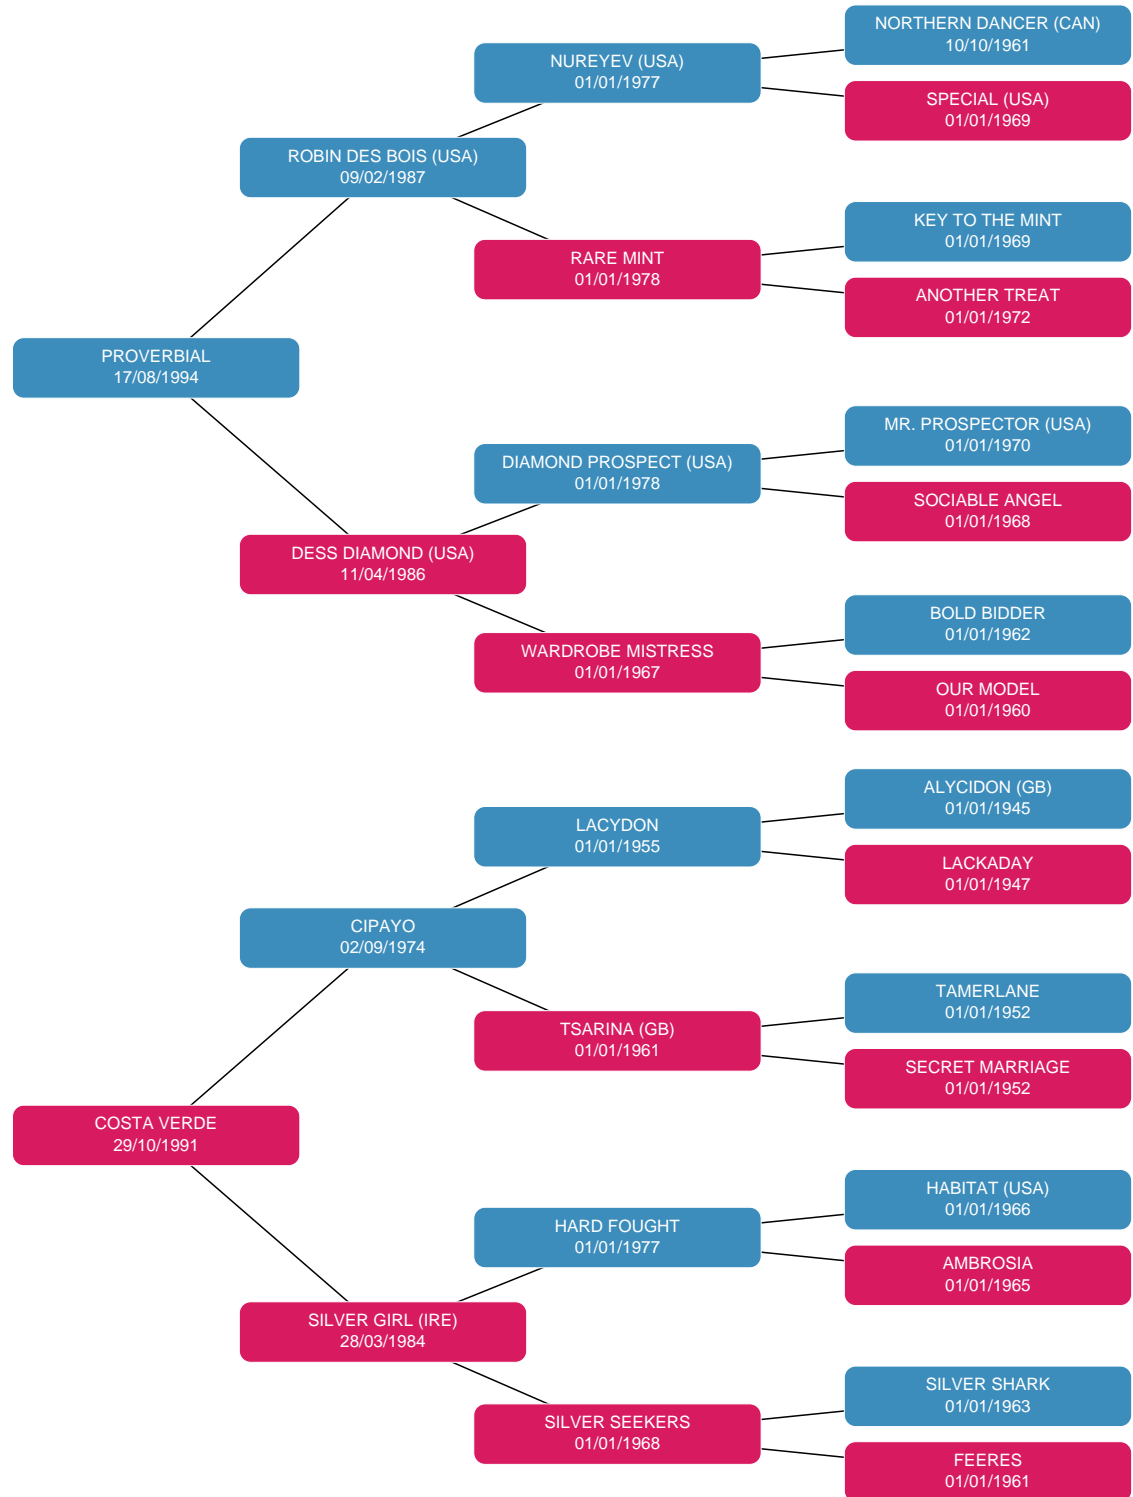 NORTHERN DANCER (CAN)
10/10/1961
NUREYEV (USA)
01/01/1977
SPECIAL (USA)
01/01/1969
ROBIN DES BOIS (USA)
09/02/1987
KEY TO THE MINT
01/01/1969
RARE MINT
01/01/1978
ANOTHER TREAT
01/01/1972
PROVERBIAL
17/08/1994
MR. PROSPECTOR (USA)
01/01/1970
DIAMOND PROSPECT (USA)
01/01/1978
SOCIABLE ANGEL
01/01/1968
DESS DIAMOND (USA)
11/04/1986
BOLD BIDDER
01/01/1962
WARDROBE MISTRESS
01/01/1967
OUR MODEL
01/01/1960
ALYCIDON (GB)
01/01/1945
LACYDON
01/01/1955
LACKADAY
01/01/1947
CIPAYO
02/09/1974
TAMERLANE
01/01/1952
TSARINA (GB)
01/01/1961
SECRET MARRIAGE
01/01/1952
COSTA VERDE
29/10/1991
HABITAT (USA)
01/01/1966
HARD FOUGHT
01/01/1977
AMBROSIA
01/01/1965
SILVER GIRL (IRE)
28/03/1984
SILVER SHARK
01/01/1963
SILVER SEEKERS
01/01/1968
FEERES
01/01/1961